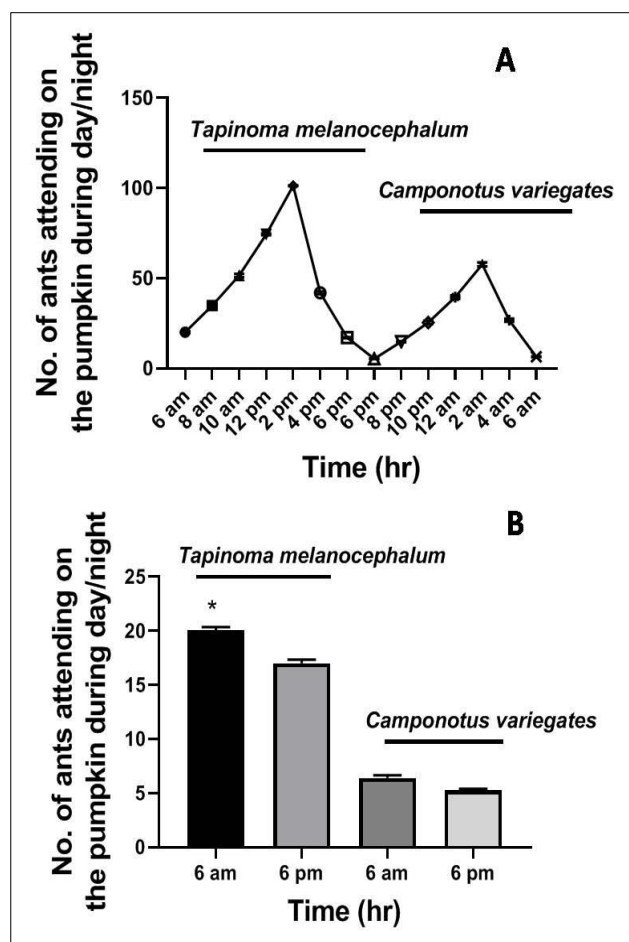 A
No. of ants attending on
the pumpkin during day/night
150
100
50
0
Tapinoma melanocephalum
Camponotus variegates
6 am
8 am
10 am
12 pm
2 pm
4 pm
6 pm
6 pm
8 pm
10 pm
12 am
2 am
4 am
6 am
Time (hr)
B
No. of ants attending on
the pumpkin during day/night
25
20
15
10
5
0
Tapinoma melanocephalum
*
Camponotus variegates
6 am
6 pm
6 am
6 pm
Time (hr)